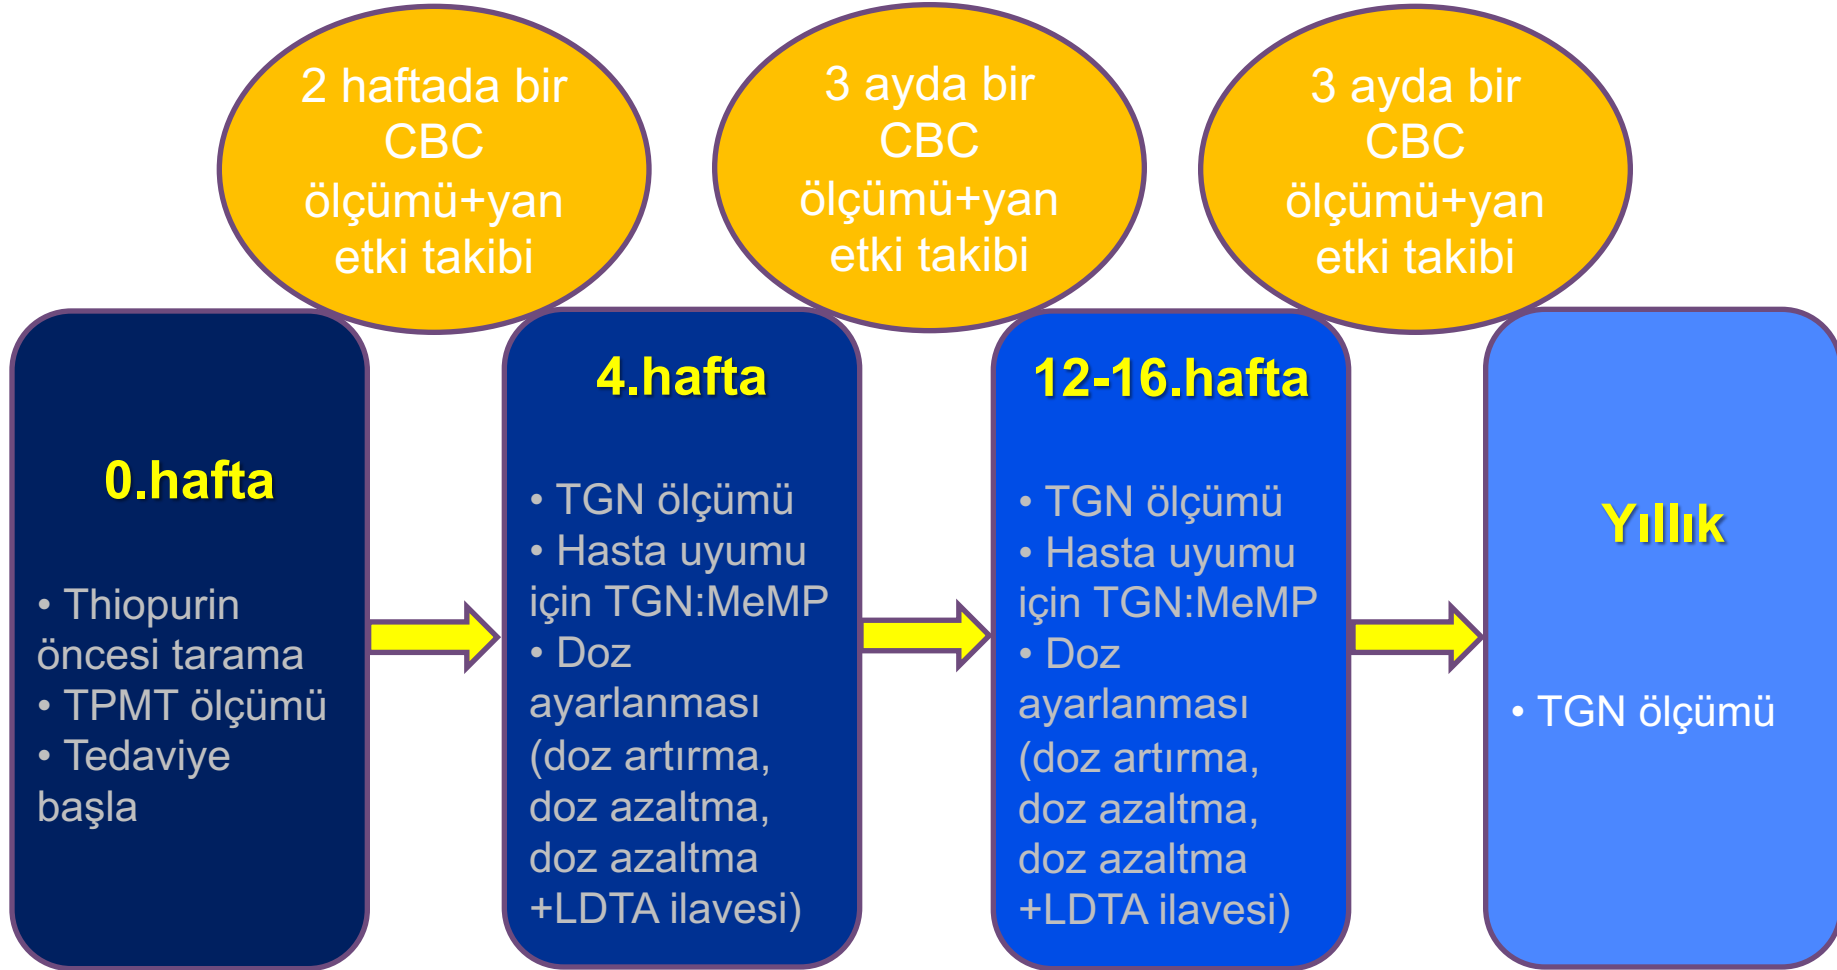 2 haftada bir
CBC
ölçümü+yan
etki takibi
3 ayda bir
CBC
ölçümü+yan
etki takibi
3 ayda bir
CBC
ölçümü+yan
etki takibi
0.hafta
• Thiopurin
öncesi tarama
• TPMT ölçümü
• Tedaviye
başla
4.hafta
• TGN ölçümü
• Hasta uyumu
için TGN:MeMP
• Doz
ayarlanması
(doz artırma,
doz azaltma,
doz azaltma
+LDTA ilavesi)
12-16.hafta
• TGN ölçümü
• Hasta uyumu
için TGN:MeMP
• Doz
ayarlanması
(doz artırma,
doz azaltma,
doz azaltma
+LDTA ilavesi)
Yıllık
• TGN ölçümü